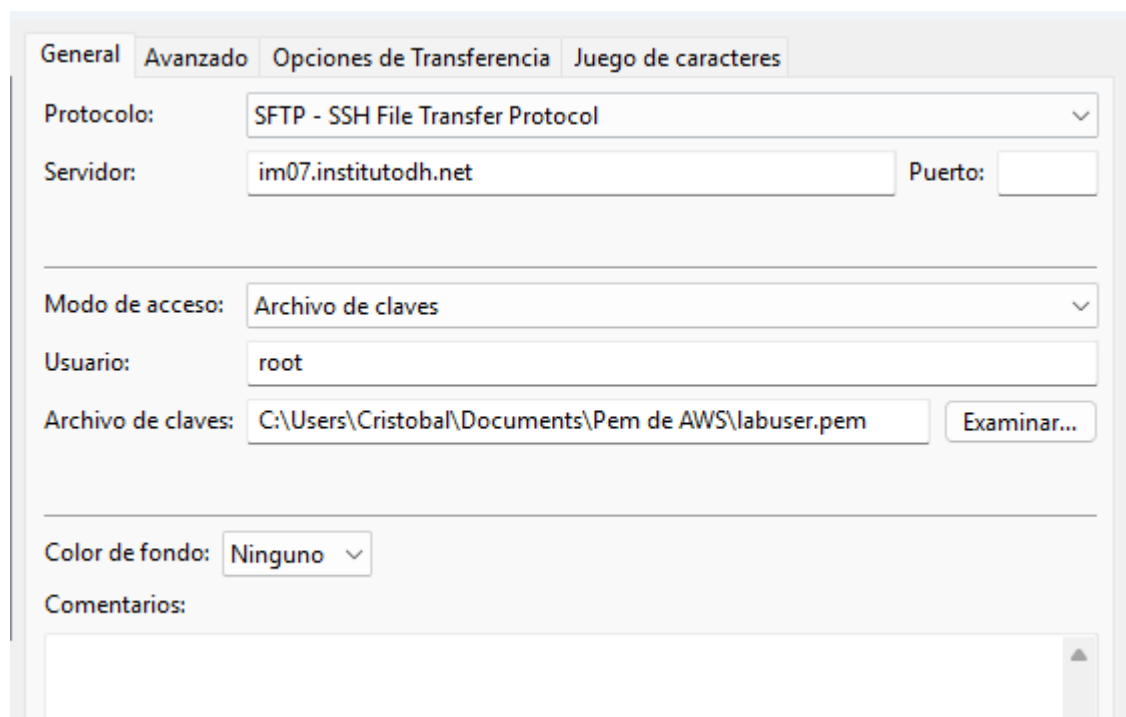 General Avanzado Opciones de Transferencia Juego de caracteres
Protocolo: SFTP - SSH File Transfer Protocol
Servidor: im07.institutodh.net Puerto:
Modo de acceso: Archivo de claves
Usuario: root
Archivo de claves: C:\Users\Cristobal\Documents\Pem de AWS\labuser.pem Examinar...
Color de fondo: Ninguno
Comentarios: